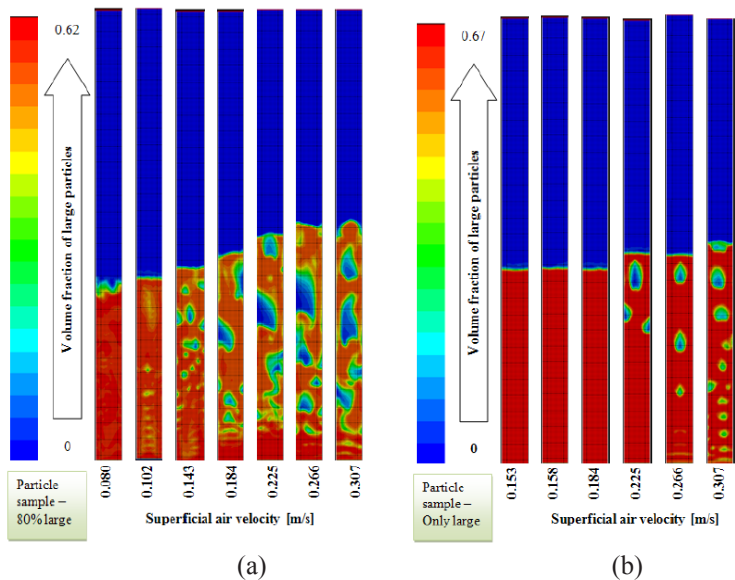 0.62
Volume fraction of large particles
0
0.080
0.102
0.143
0.184
0.225
0.266
0.307
Particle
sample –
80% large
Superficial air velocity [m/s]
(a)
0.67
Volume fraction of large particles
0
0.153
0.158
0.184
0.225
0.266
0.307
Particle
sample –
Only large
Superficial air velocity [m/s]
(b)